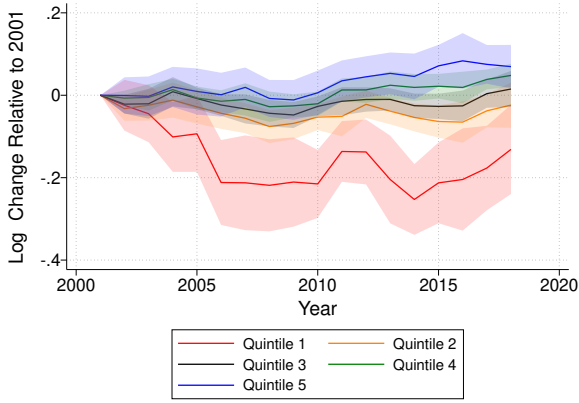 .2
0
-.2
-.4
Log Change Relative to 2001
2000
2005
2010
2015
2020
Year
Quintile 1
Quintile 2
Quintile 3
Quintile 4
Quintile 5